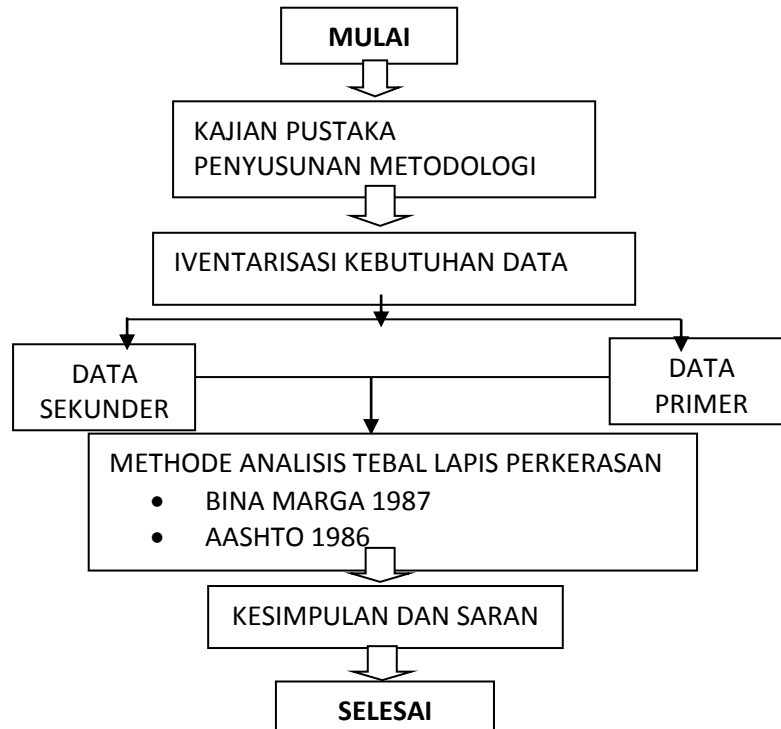 MULAI
KAJIAN PUSTAKA
PENYUSUNAN METODOLOGI
IVENTARISASI KEBUTUHAN DATA
DATA
SEKUNDER
DATA
PRIMER
METHODE ANALISIS TEBAL LAPIS PERKERASAN
• BINA MARGA 1987
• AASHTO 1986
KESIMPULAN DAN SARAN
SELESAI